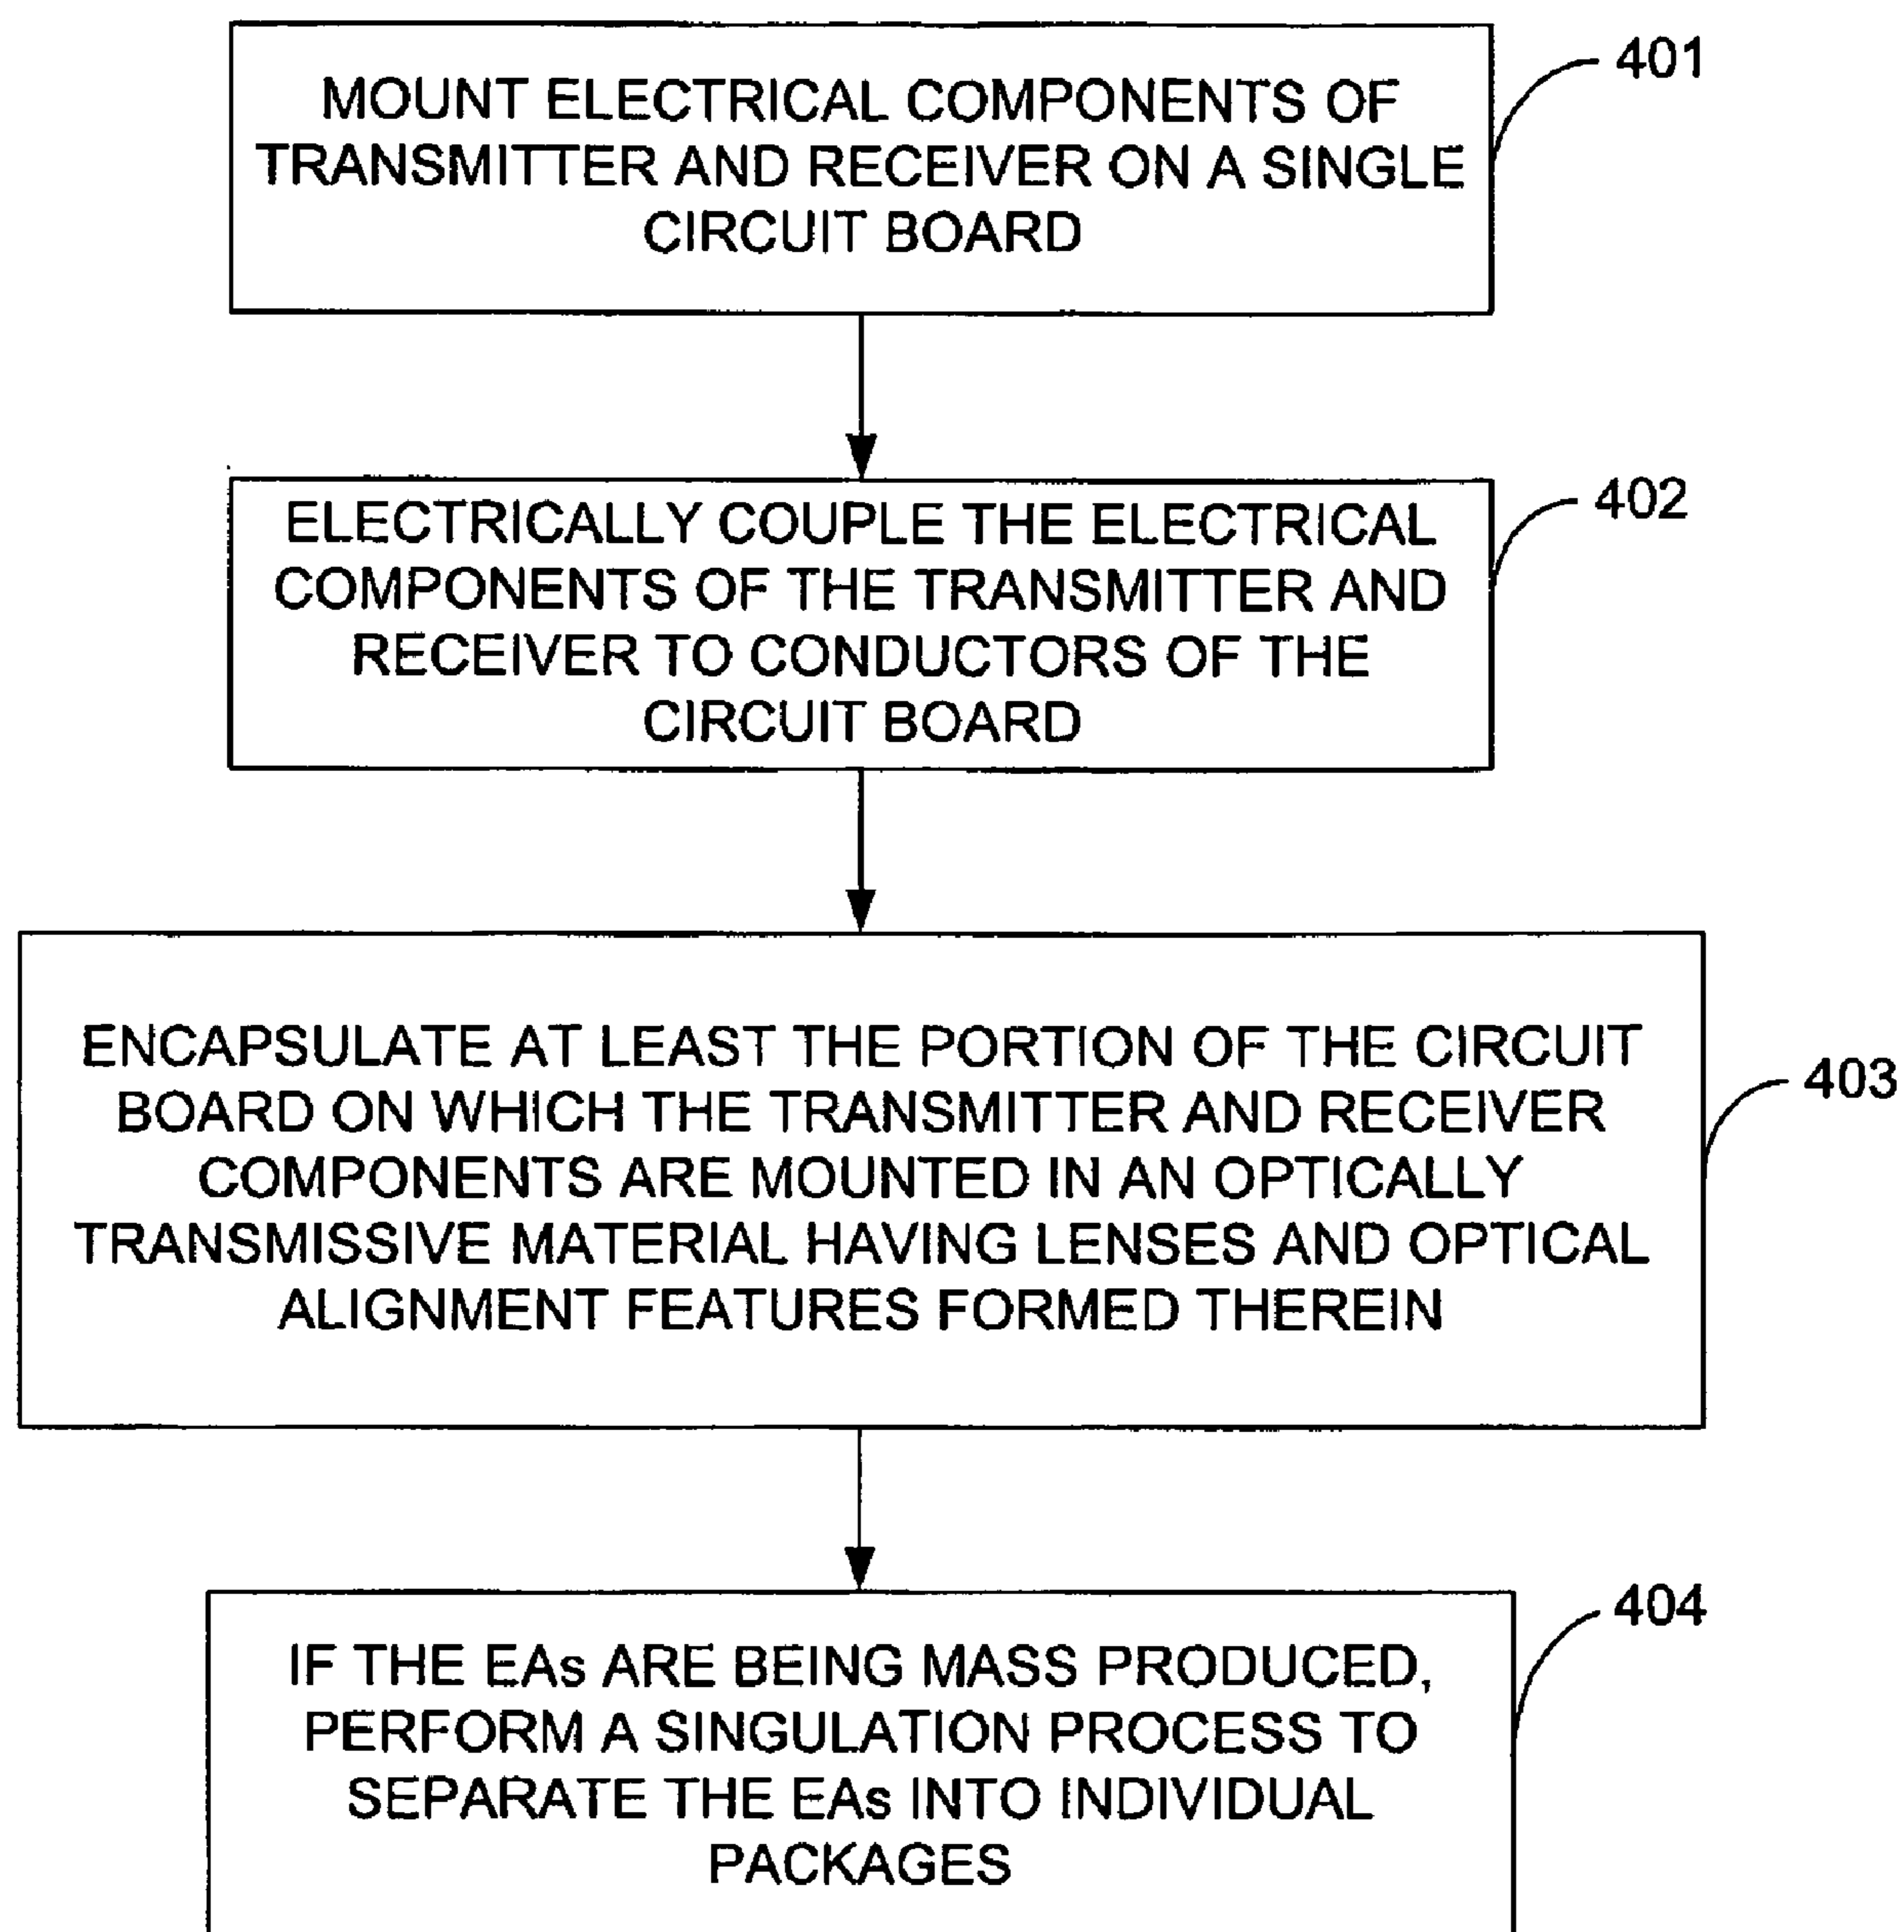 401
MOUNT ELECTRICAL COMPONENTS OF
TRANSMITTER AND RECEIVER ON A SINGLE
CIRCUIT BOARD
402
ELECTRICALLY COUPLE THE ELECTRICAL
COMPONENTS OF THE TRANSMITTER AND
RECEIVER TO CONDUCTORS OF THE
CIRCUIT BOARD
403
ENCAPSULATE AT LEAST THE PORTION OF THE CIRCUIT
BOARD ON WHICH THE TRANSMITTER AND RECEIVER
COMPONENTS ARE MOUNTED IN AN OPTICALLY
TRANSMISSIVE MATERIAL HAVING LENSES AND OPTICAL
ALIGNMENT FEATURES FORMED THEREIN
404
IF THE EAs ARE BEING MASS PRODUCED,
PERFORM A SINGULATION PROCESS TO
SEPARATE THE EAs INTO INDIVIDUAL
PACKAGES